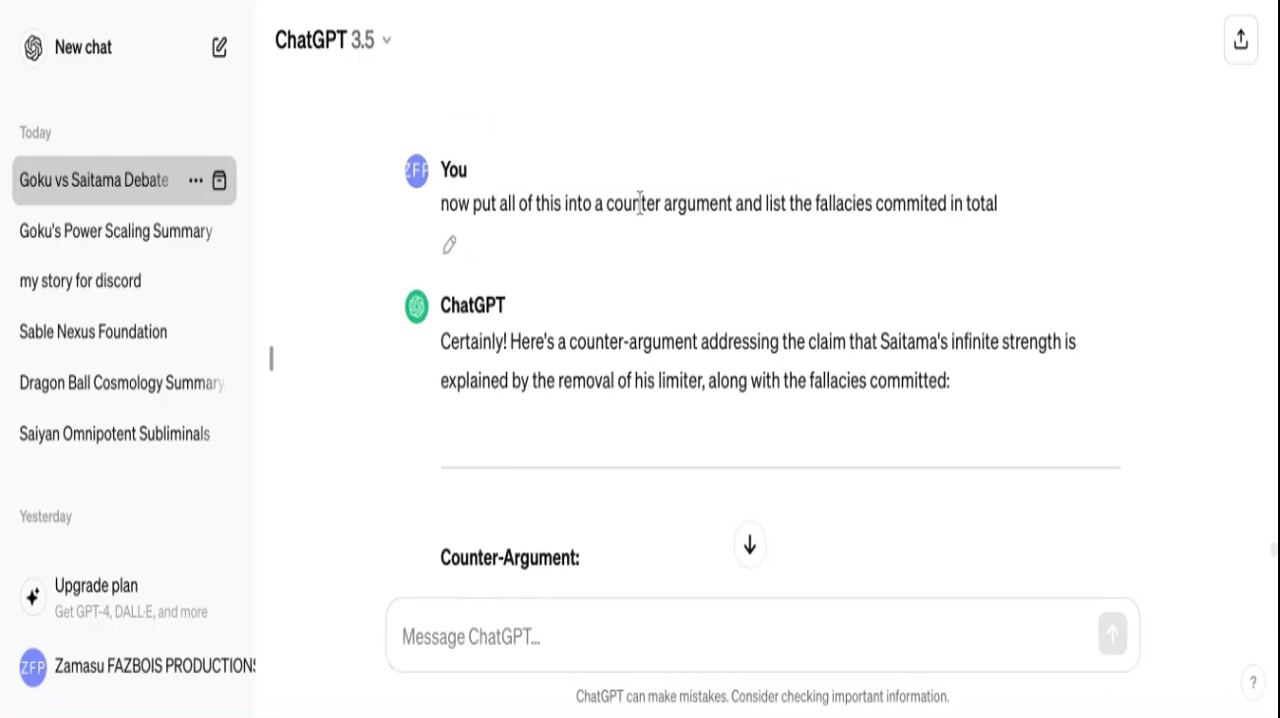 New chat
ChatGPT 3.5
Today
Goku vs Saitama Debate
Goku's Power Scaling Summary
my story for discord
Sable Nexus Foundation
Dragon Ball Cosmology Summary
Saiyan Omnipotent Subliminals
Yesterday
Upgrade plan
Get GPT-4, DALL·E, and more
ZFP
Zamasu FAZBOIS PRODUCTIONS
ZFP
You
now put all of this into a counter argument and list the fallacies commited in total
ChatGPT
Certainly! Here's a counter-argument addressing the claim that Saitama's infinite strength is
explained by the removal of his limiter, along with the fallacies committed:
Counter-Argument:
Message ChatGPT...
ChatGPT can make mistakes. Consider checking important information.
?